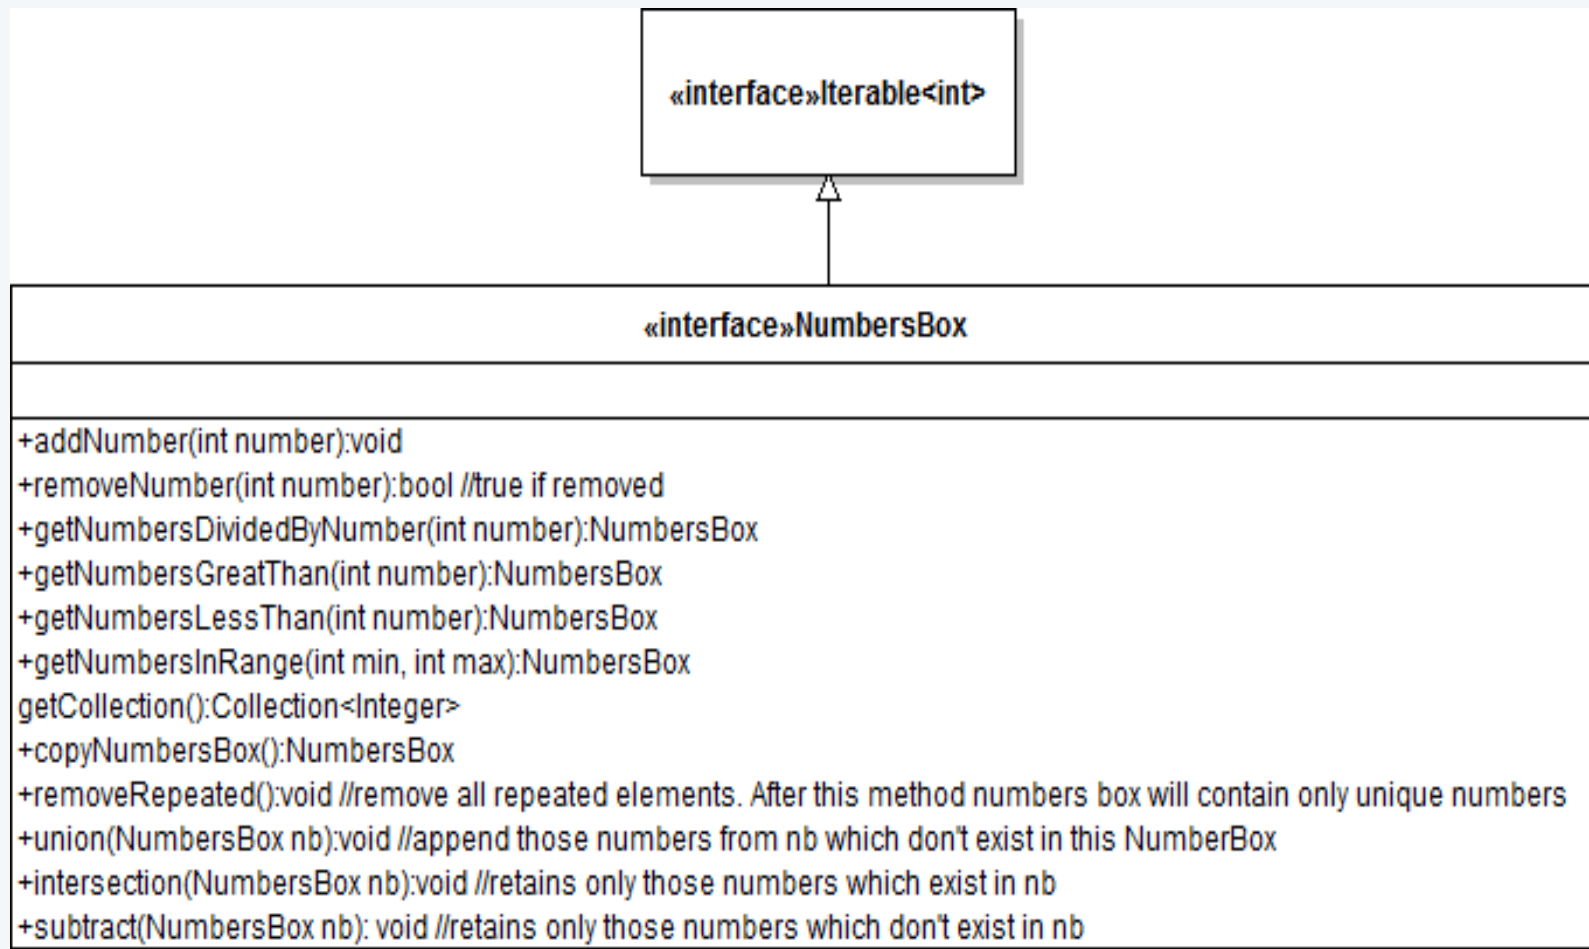 «interface»Iterable<int>
«interface»NumbersBox
+addNumber(int number):void
+removeNumber(int number):bool //true if removed
+getNumbersDividedByNumber(int number):NumbersBox
+getNumbersGreatThan(int number):NumbersBox
+getNumbersLessThan(int number):NumbersBox
+getNumbersInRange(int min, int max):NumbersBox
getCollection():Collection<Integer>
+copyNumbersBox():NumbersBox
+removeRepeated():void //remove all repeated elements. After this method numbers box will contain only unique numbers
+union(NumbersBox nb):void //append those numbers from nb which don't exist in this NumberBox
+intersection(NumbersBox nb):void //retains only those numbers which exist in nb
+subtract(NumbersBox nb): void //retains only those numbers which don't exist in nb